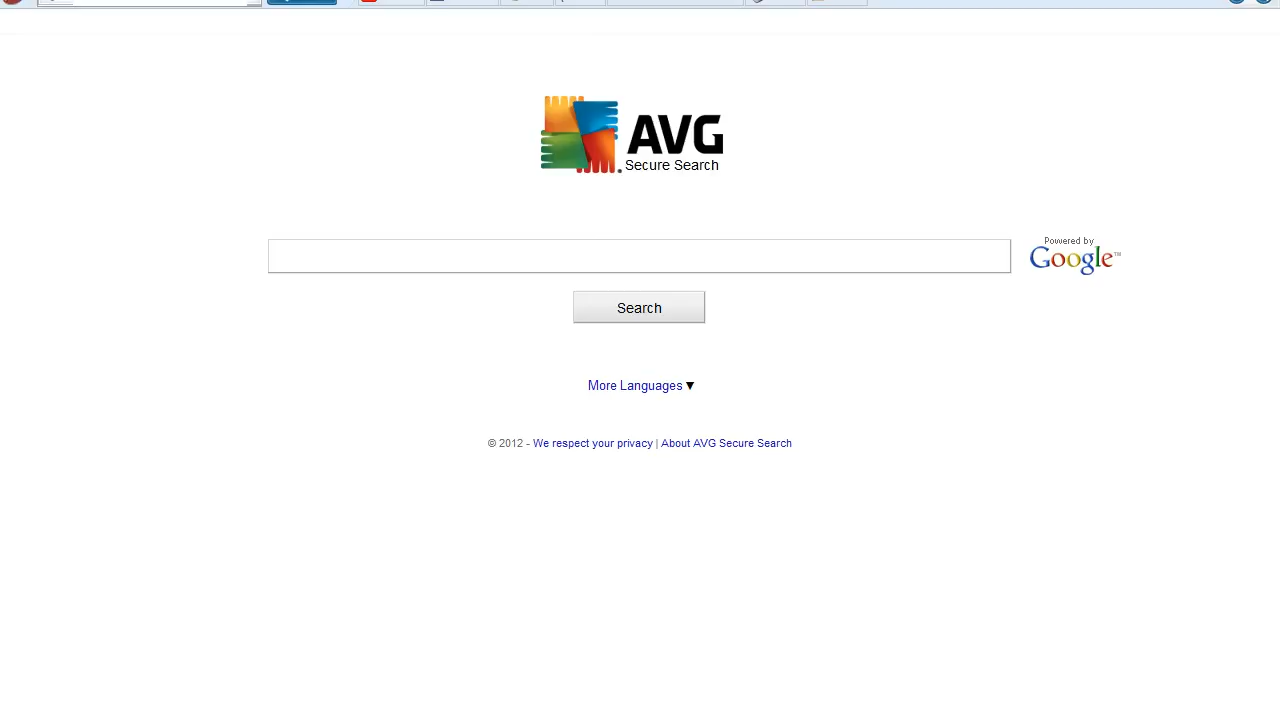 AVG
Secure Search
Powered by
Google™
Search
More Languages ▼
© 2012 - We respect your privacy | About AVG Secure Search